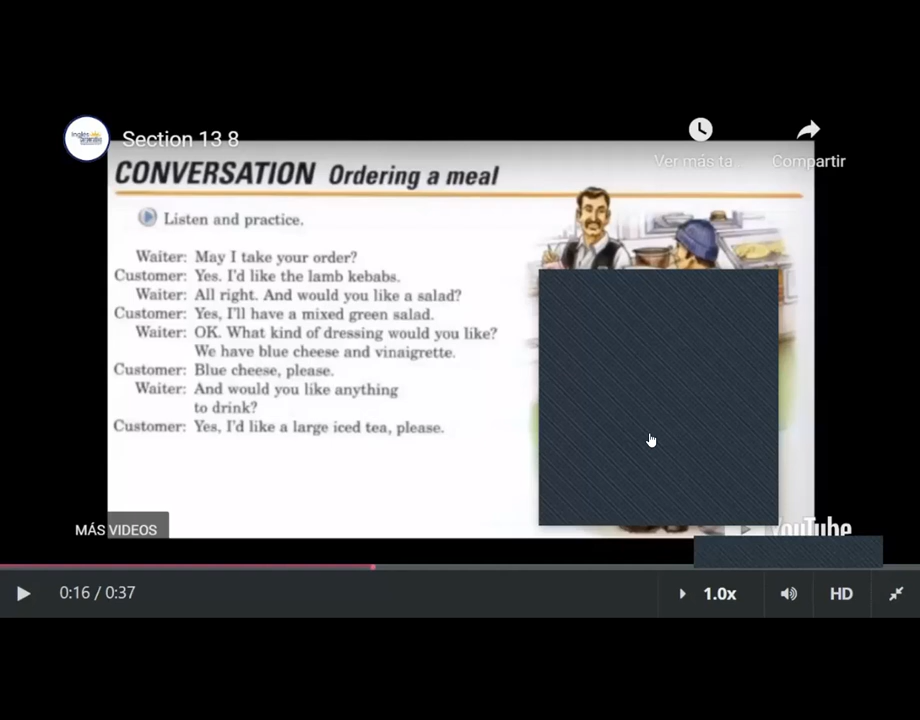 Section 13 8
Ver más ta...
Compartir
CONVERSATION Ordering a meal
Listen and practice.
Waiter: May I take your order?
Customer: Yes. I'd like the lamb kebabs.
Waiter: All right. And would you like a salad?
Customer: Yes, I'll have a mixed green salad.
Waiter: OK. What kind of dressing would you like?
We have blue cheese and vinaigrette.
Customer: Blue cheese, please.
Waiter: And would you like anything
to drink?
Customer: Yes, I'd like a large iced tea, please.
MÁS VIDEOS
YouTube
0:16 / 0:37
1.0x
HD